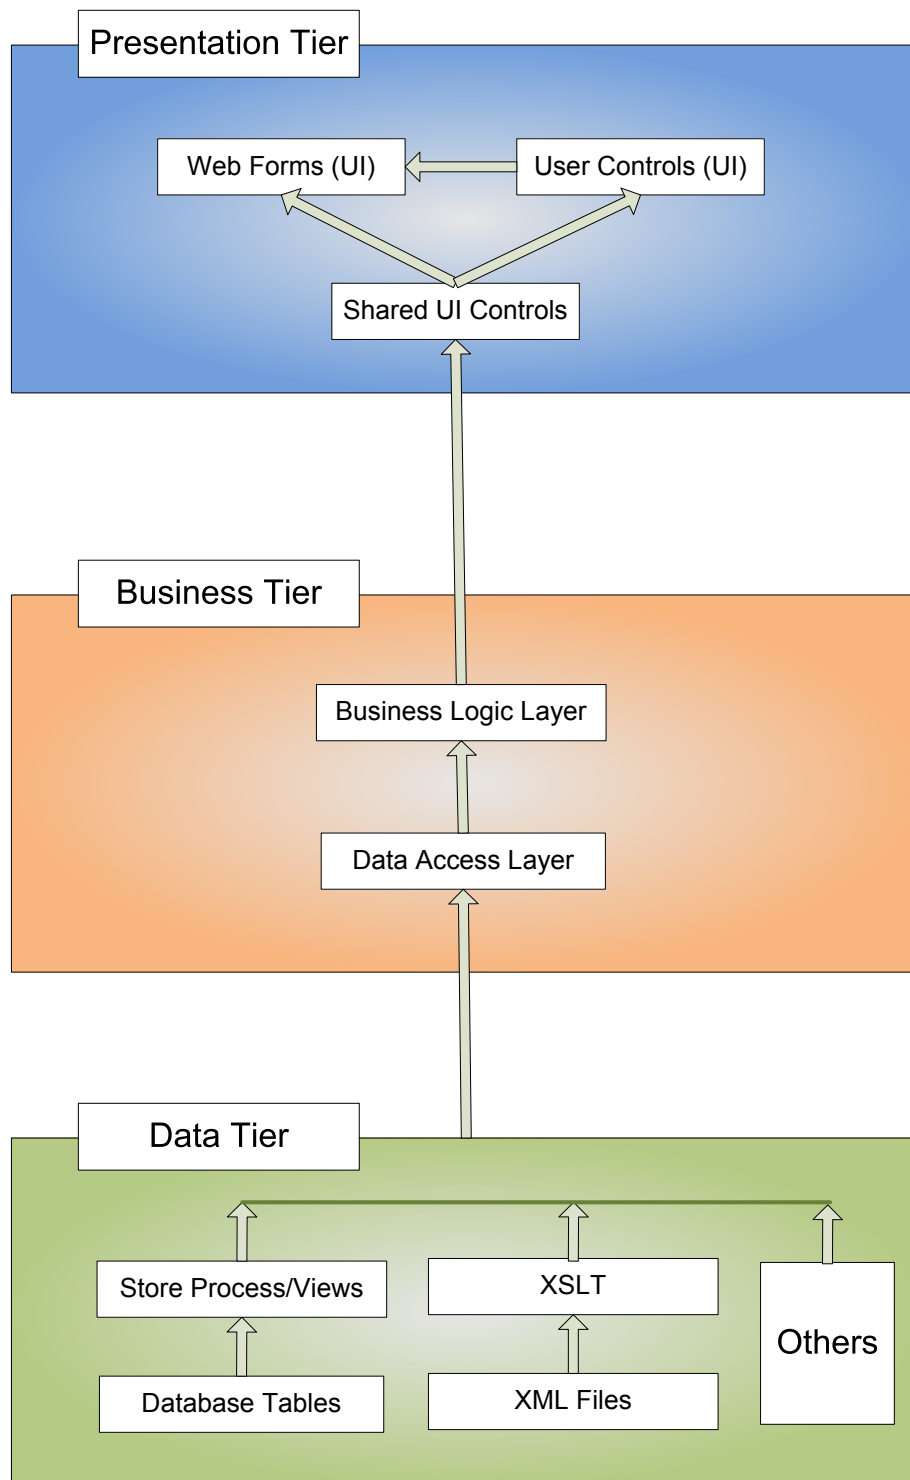 Presentation Tier
Web Forms (UI)
User Controls (UI)
Shared UI Controls
Business Tier
Business Logic Layer
Data Access Layer
Data Tier
Store Process/Views
XSLT
Others
Database Tables
XML Files